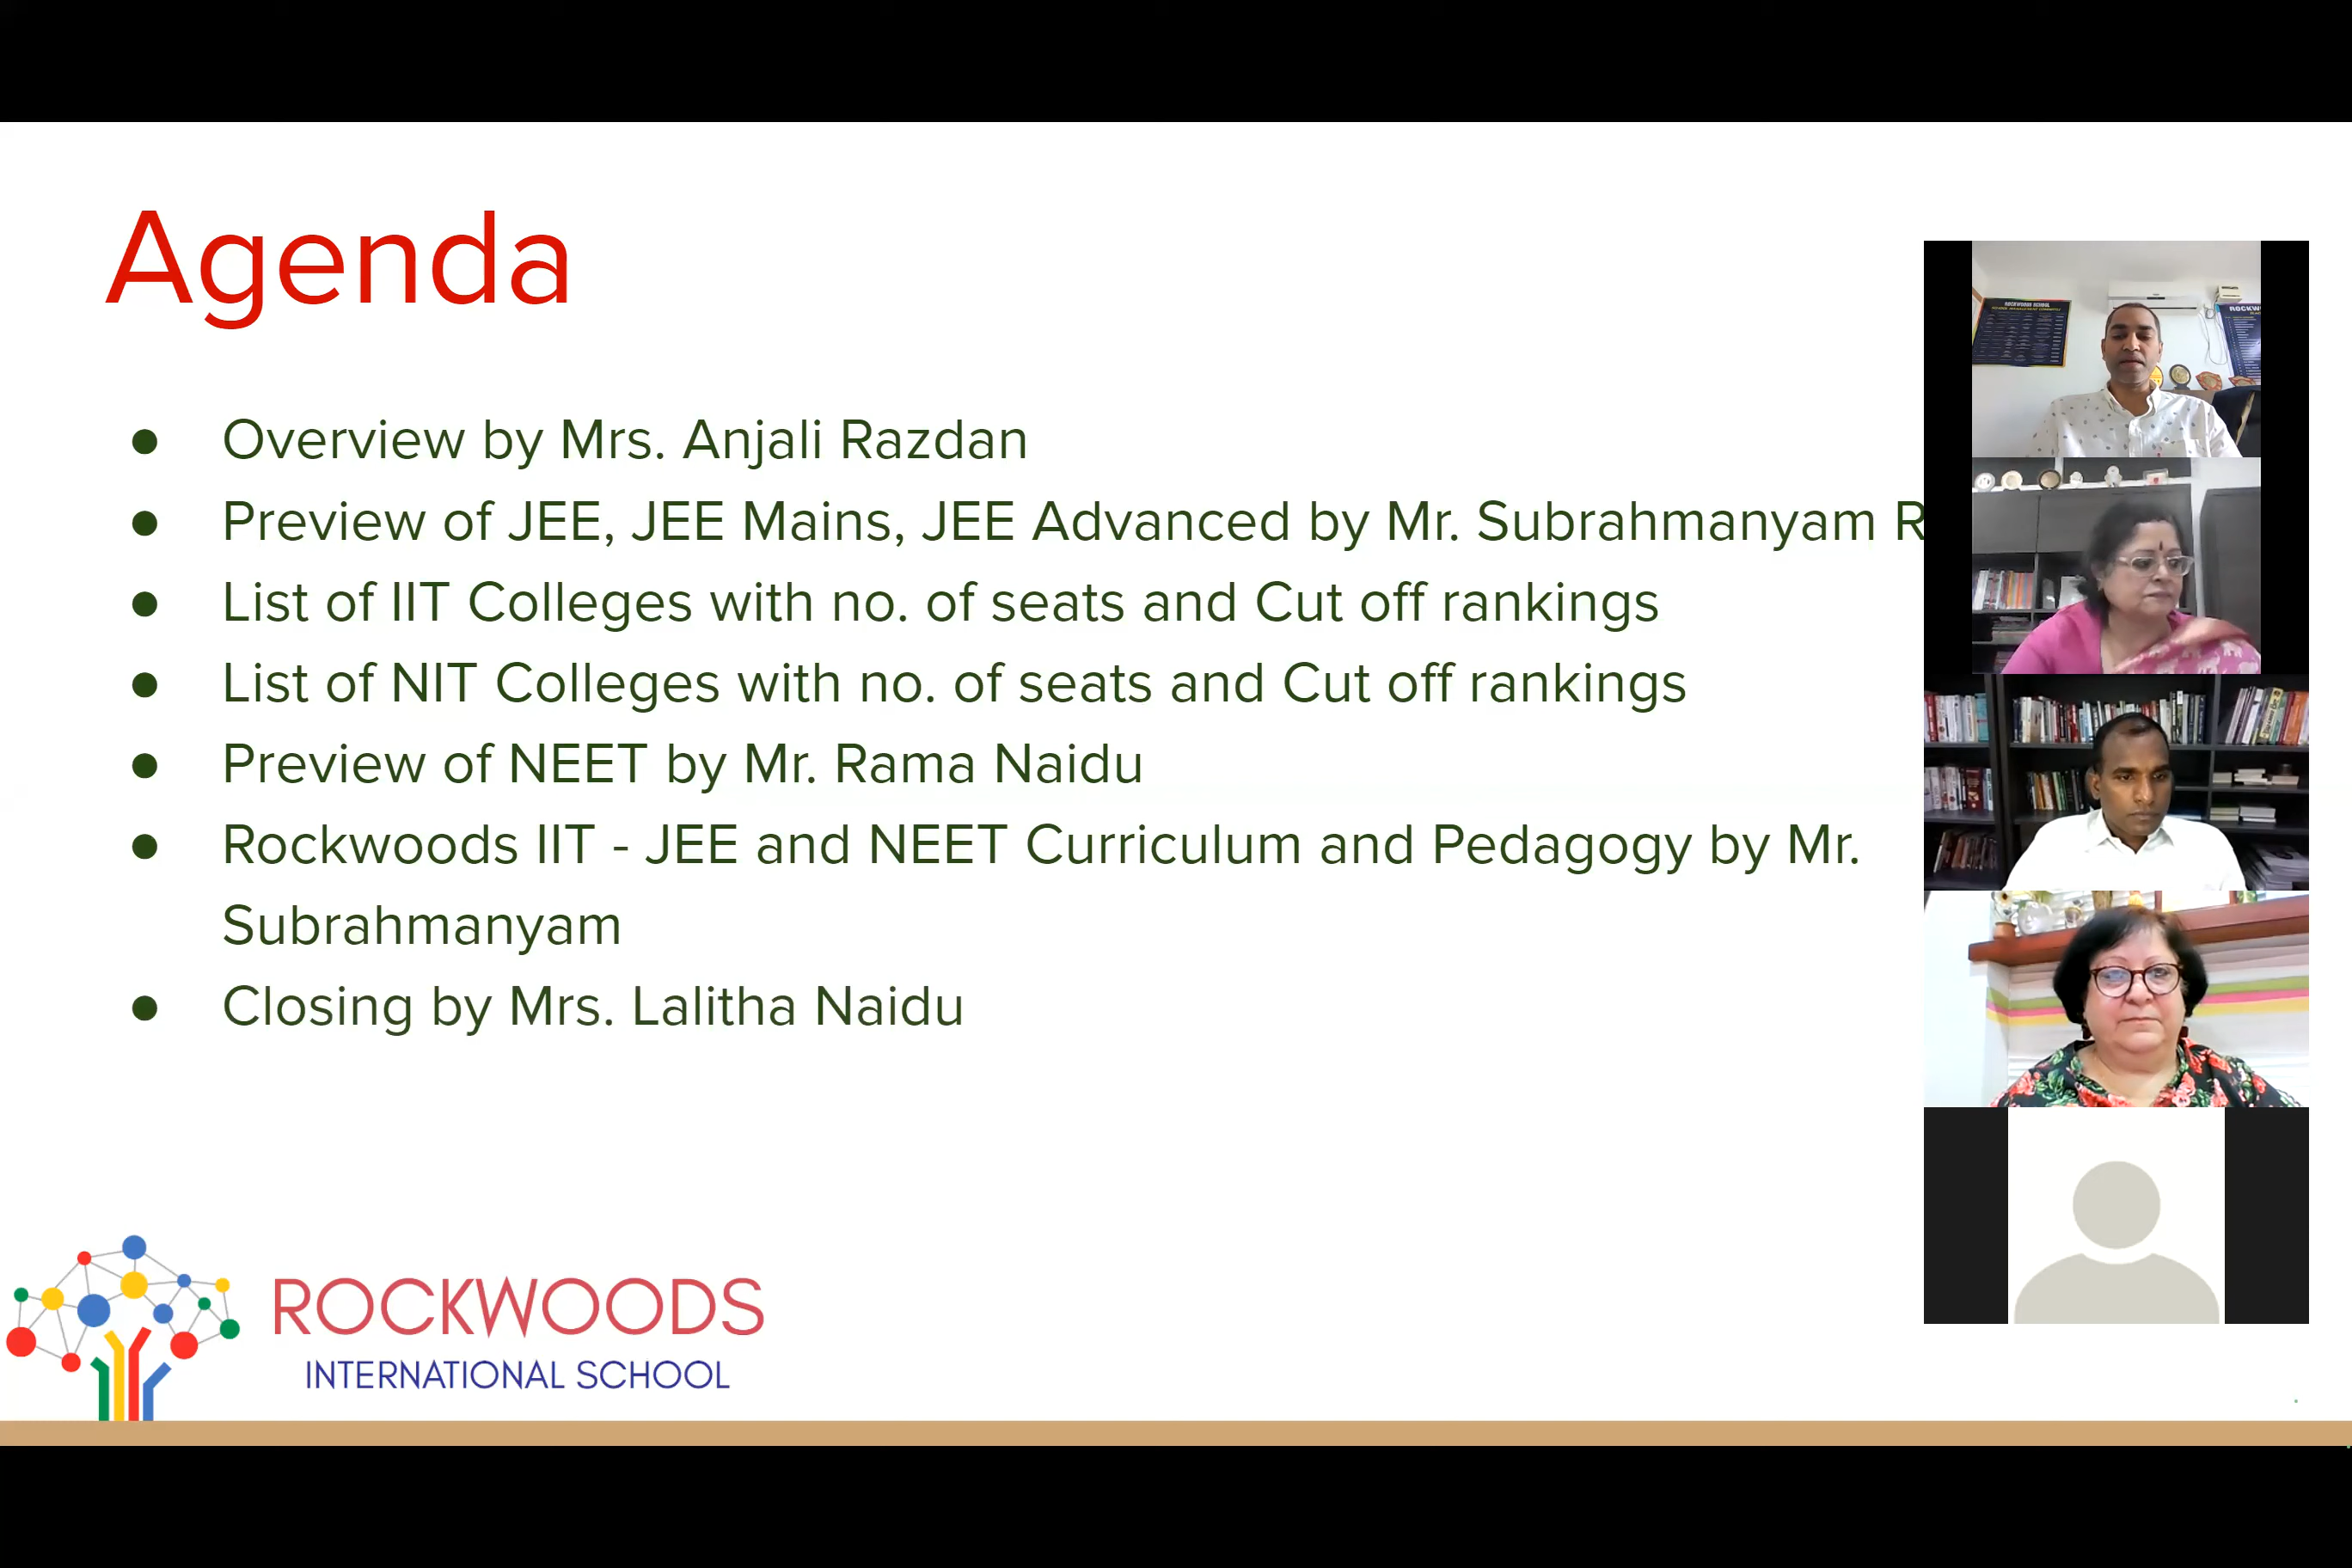 Agenda
● Overview by Mrs. Anjali Razdan
● Preview of JEE, JEE Mains, JEE Advanced by Mr. Subrahmanyam R
● List of IIT Colleges with no. of seats and Cut off rankings
● List of NIT Colleges with no. of seats and Cut off rankings
● Preview of NEET by Mr. Rama Naidu
● Rockwoods IIT - JEE and NEET Curriculum and Pedagogy by Mr.
Subrahmanyam
● Closing by Mrs. Lalitha Naidu
ROCKWOODS SCHOOL
ROCKWOODS
INTERNATIONAL SCHOOL